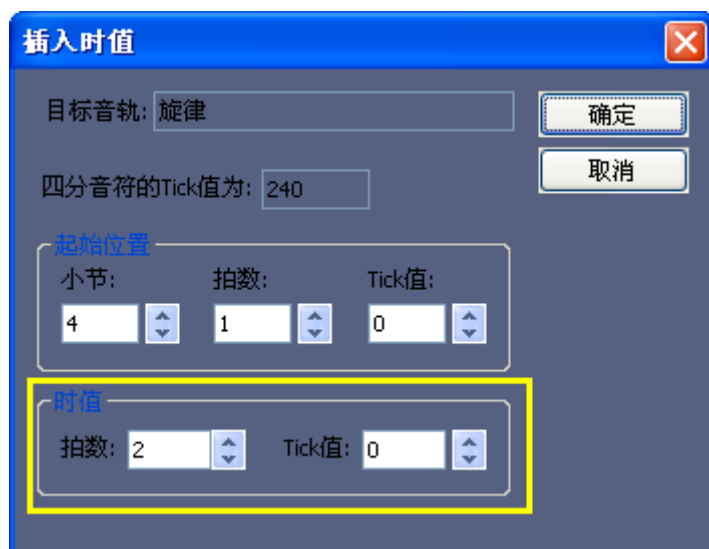 插入时值
目标音轨: 旋律
确定
四分音符的Tick值为: 240
取消
起始位置
小节: 拍数: Tick值:
4 1 0
时值
拍数: 2 Tick值: 0